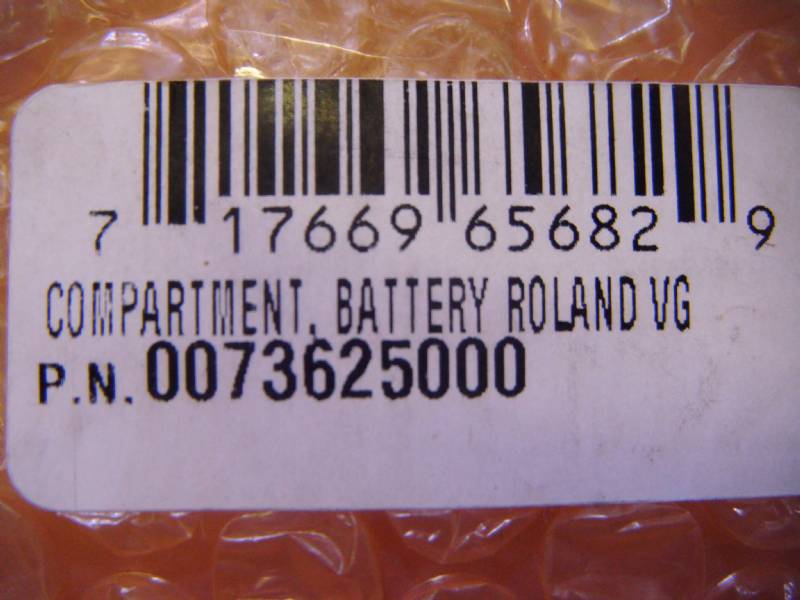 7 17669 65682 9
COMPARTMENT, BATTERY ROLAND VG
P.N. 0073625000